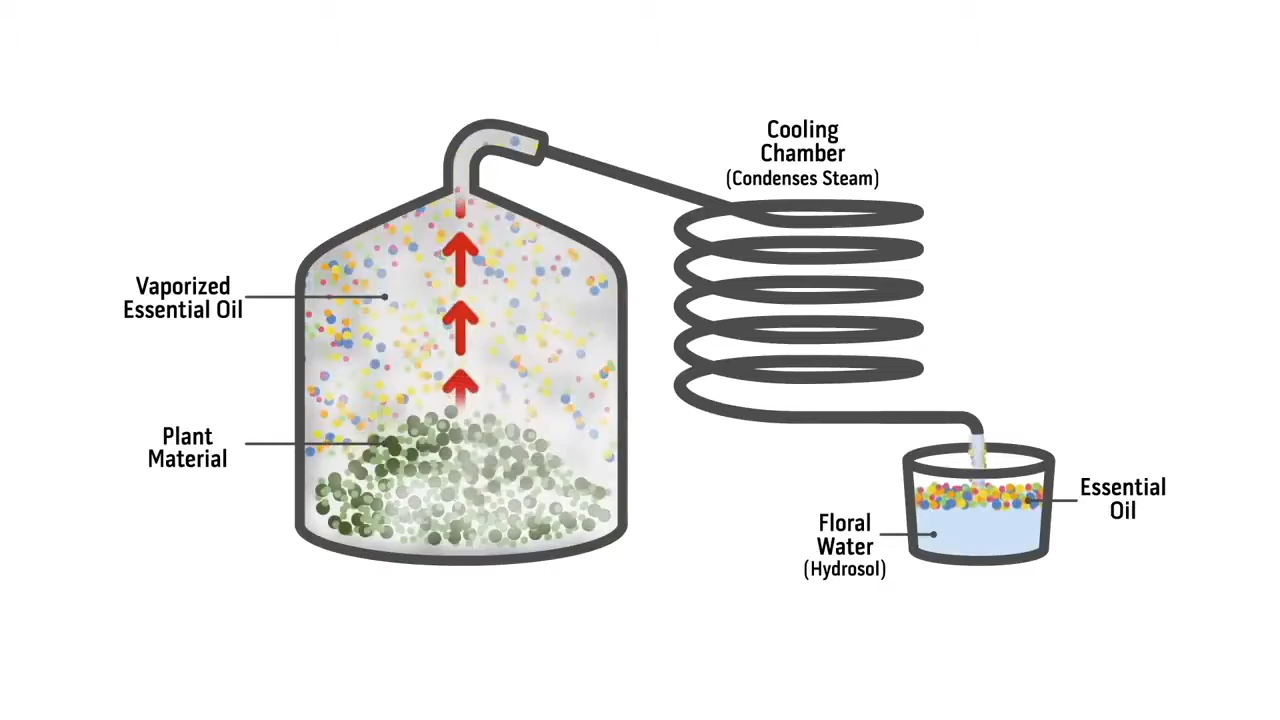 Cooling
Chamber
(Condenses Steam)
Vaporized
Essential Oil
Plant
Material
Essential
Oil
Floral
Water
(Hydrosol)